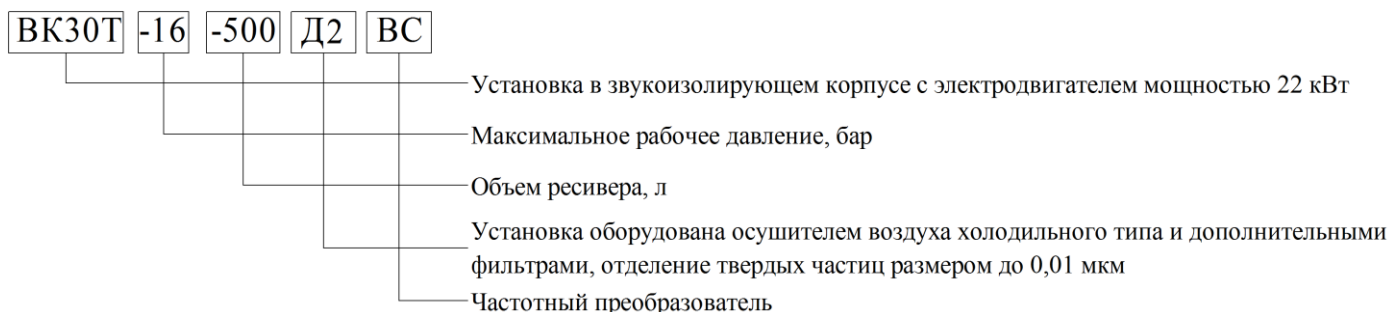 ВК30Т -16 -500 Д2 ВС
Установка в звукоизолирующем корпусе с электродвигателем мощностью 22 кВт
Максимальное рабочее давление, бар
Объем ресивера, л
Установка оборудована осушителем воздуха холодильного типа и дополнительными
фильтрами, отделение твердых частиц размером до 0,01 мкм
Частотный преобразователь